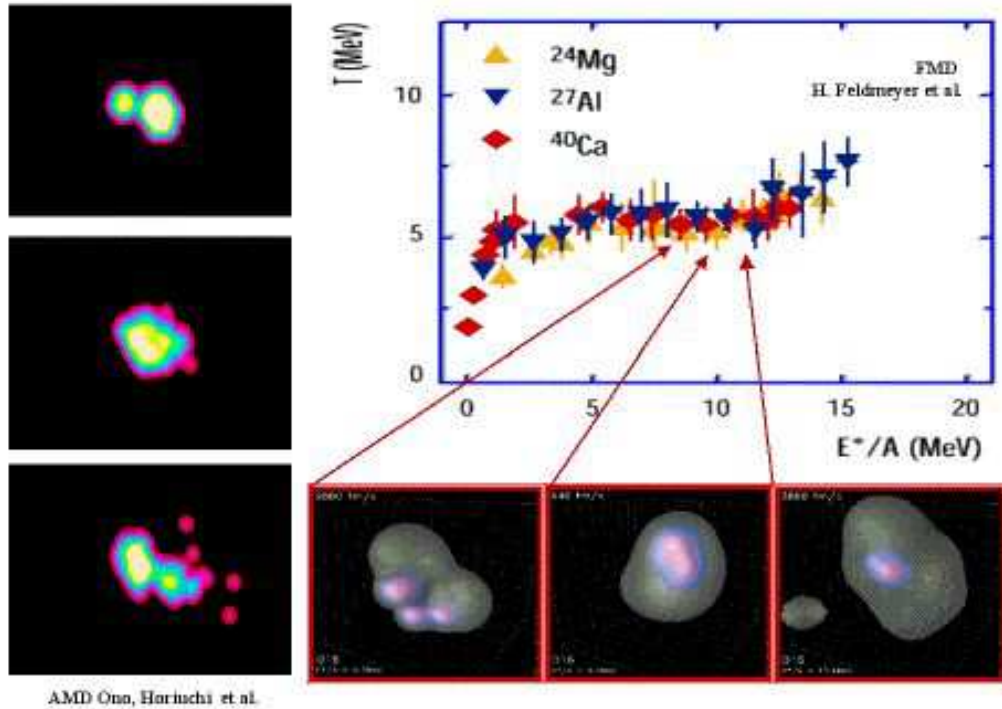 T (MeV)
10
5
0
24Mg
27Al
40Ca
FMD
H. Feldmeyer et al.
0 5 10 15 20
E*/A (MeV)
AMD Ono, Horiuchi et al.